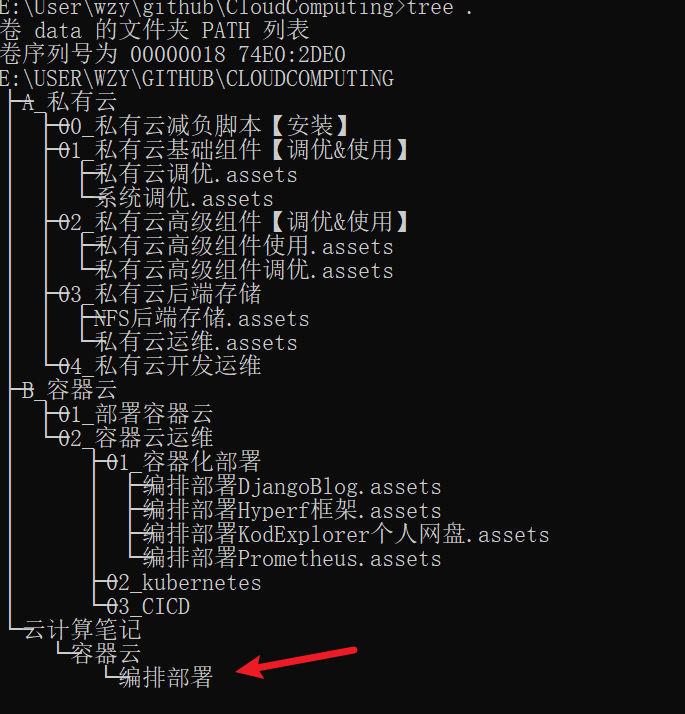 E:\User\wzy\github\CloudComputing>tree .
卷 data 的文件夹 PATH 列表
卷序列号为 00000018 74E0:2DE0
E:\USER\WZY\GITHUB\CLOUDCOMPUTING
├─A_私有云
│  ├─00_私有云减负脚本【安装】
│  ├─01_私有云基础组件【调优&使用】
│  │  ├─私有云调优.assets
│  │  └─系统调优.assets
│  ├─02_私有云高级组件【调优&使用】
│  │  ├─私有云高级组件使用.assets
│  │  └─私有云高级组件调优.assets
│  ├─03_私有云后端存储
│  │  ├─NFS后端存储.assets
│  │  └─私有云运维.assets
│  └─04_私有云开发运维
├─B_容器云
│  ├─01_部署容器云
│  └─02_容器云运维
│      ├─01_容器化部署
│      │  ├─编排部署DjangoBlog.assets
│      │  ├─编排部署Hyperf框架.assets
│      │  ├─编排部署KodExplorer个人网盘.assets
│      │  └─编排部署Prometheus.assets
│      ├─02_kubernetes
│      └─03_CICD
└─云计算笔记
    └─容器云
        └─编排部署